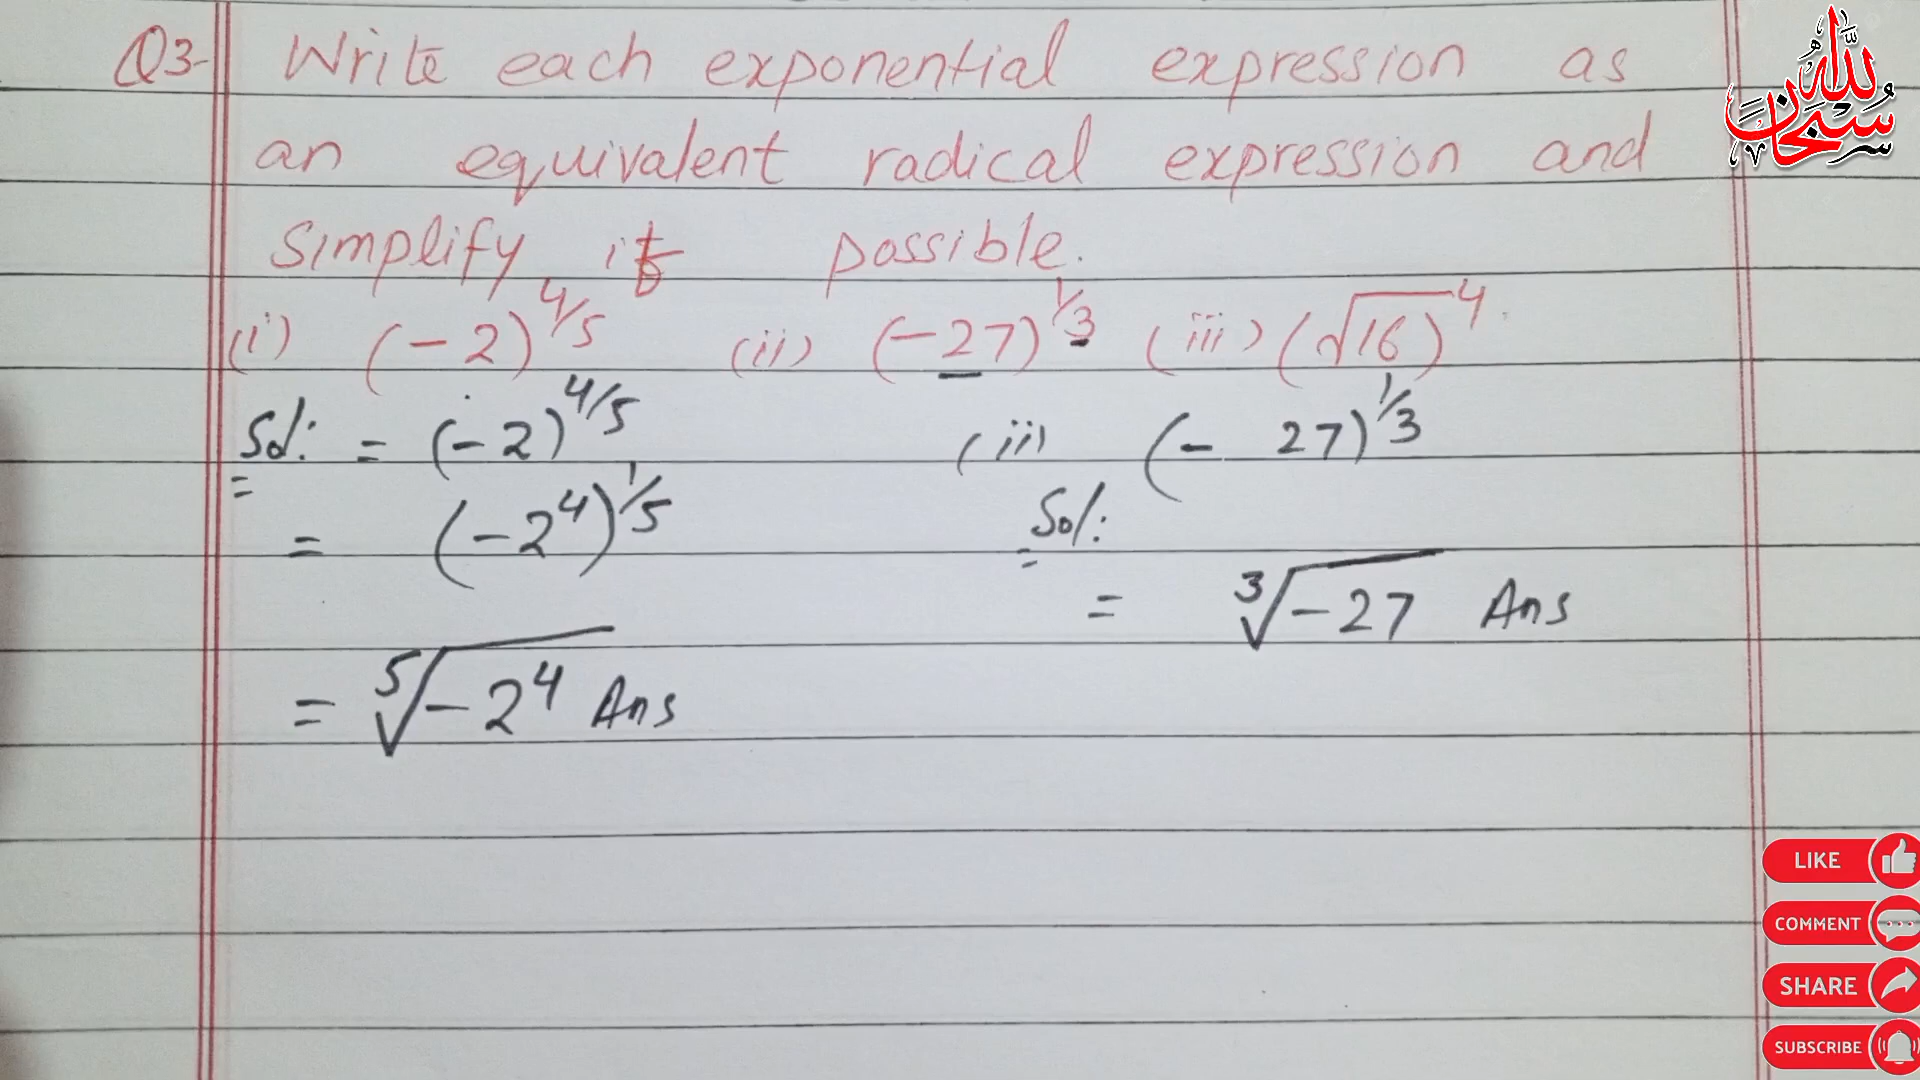 Q3- Write each exponential expression as
an equivalent radical expression and
simplify if possible.
(i) (-2)^4/5 (ii) (-27)^1/3 (iii) (√16)^4
Sol: = (-2)^4/5
= (-2^4)^1/5
= ⁵√-2^4 Ans
(ii) (- 27)^1/3
Sol:
= ³√-27 Ans
سُبْحَانَ اللّٰه
LIKE
COMMENT
SHARE
SUBSCRIBE